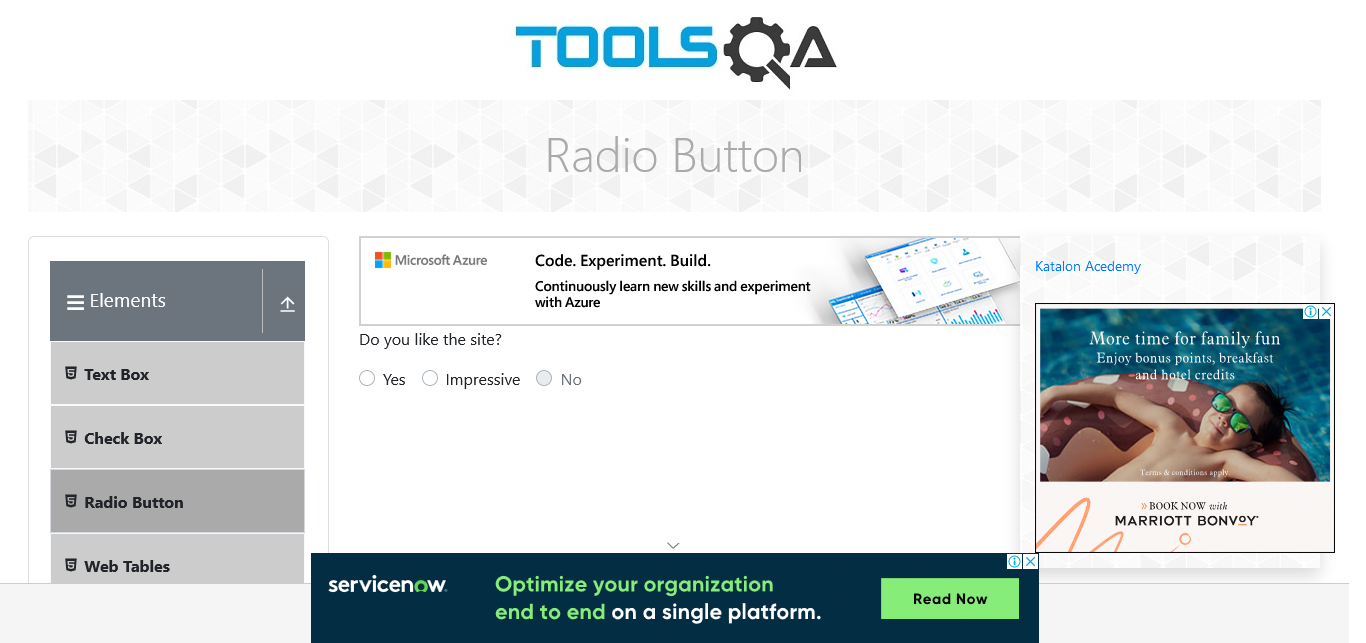 TOOLSQA
Radio Button
Elements
Text Box
Check Box
Radio Button
Web Tables
Microsoft Azure
Code. Experiment. Build.
Continuously learn new skills and experiment
with Azure
Do you like the site?
Yes Impressive No
Katalon Acedemy
More time for family fun
Enjoy bonus points, breakfast
and hotel credits
Terms & conditions apply.
» BOOK NOW with
MARRIOTT BONVOY
servicenow
Optimize your organization
end to end on a single platform.
Read Now